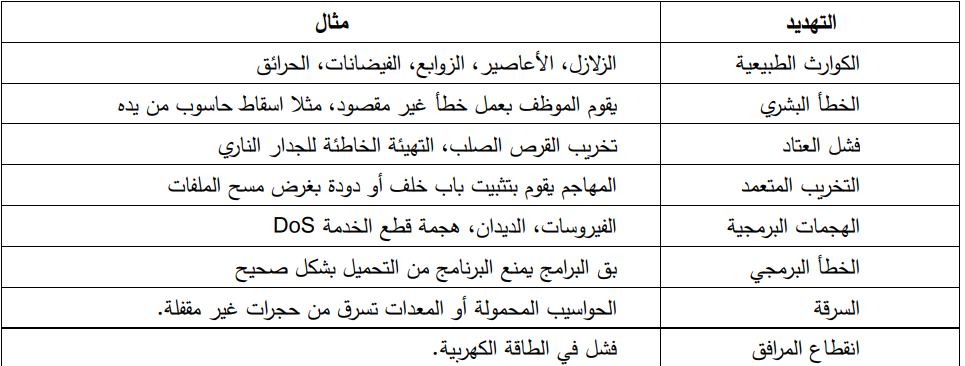 التهديد مثال
الكوارث الطبيعية الزلازل، الأعاصير، الزوابع، الفيضانات، الحرائق
الخطأ البشري يقوم الموظف بعمل خطأ غير مقصود، مثلا اسقاط حاسوب من يده
فشل العتاد تخريب القرص الصلب، التهيئة الخاطئة للجدار الناري
التخريب المتعمد المهاجم يقوم بتثبيت باب خلف أو دودة بغرض مسح الملفات
الهجمات البرمجية الفيروسات، الديدان، هجمة قطع الخدمة DoS
الخطأ البرمجي بق البرامج يمنع البرنامج من التحميل بشكل صحيح
السرقة الحواسيب المحمولة أو المعدات تسرق من حجرات غير مقفلة.
انقطاع المرافق فشل في الطاقة الكهربية.